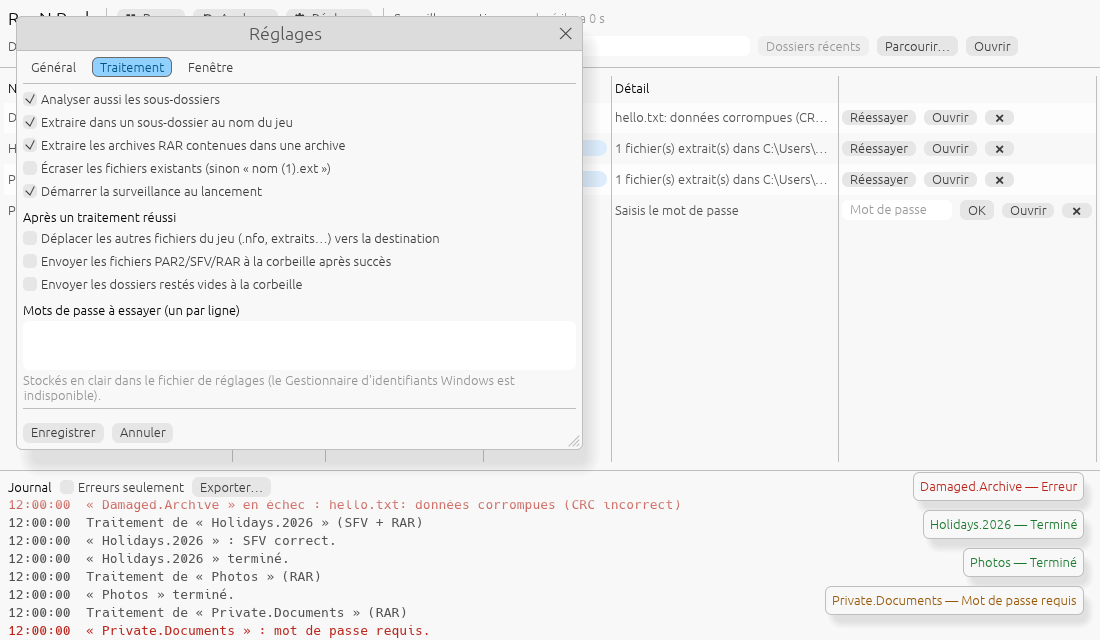 Réglages
Général Traitement Fenêtre
Analyser aussi les sous-dossiers
Extraire dans un sous-dossier au nom du jeu
Extraire les archives RAR contenues dans une archive
Écraser les fichiers existants (sinon « nom (1).ext »)
Démarrer la surveillance au lancement
Après un traitement réussi
Déplacer les autres fichiers du jeu (.nfo, extraits…) vers la destination
Envoyer les fichiers PAR2/SFV/RAR à la corbeille après succès
Envoyer les dossiers restés vides à la corbeille
Mots de passe à essayer (un par ligne)
Stockés en clair dans le fichier de réglages (le Gestionnaire d'identifiants Windows est
indisponible).
Enregistrer Annuler
à 0 s
Dossiers récents Parcourir… Ouvrir
Détail
hello.txt: données corrompues (CR… Réessayer Ouvrir ×
1 fichier(s) extrait(s) dans C:\Users\… Réessayer Ouvrir ×
1 fichier(s) extrait(s) dans C:\Users\… Réessayer Ouvrir ×
Saisis le mot de passe Mot de passe OK Ouvrir ×
Journal Erreurs seulement Exporter…
12:00:00 « Damaged.Archive » en échec : hello.txt: données corrompues (CRC incorrect)
12:00:00 Traitement de « Holidays.2026 » (SFV + RAR)
12:00:00 « Holidays.2026 » : SFV correct.
12:00:00 « Holidays.2026 » terminé.
12:00:00 Traitement de « Photos » (RAR)
12:00:00 « Photos » terminé.
12:00:00 Traitement de « Private.Documents » (RAR)
12:00:00 « Private.Documents » : mot de passe requis.
Damaged.Archive — Erreur
Holidays.2026 — Terminé
Photos — Terminé
Private.Documents — Mot de passe requis